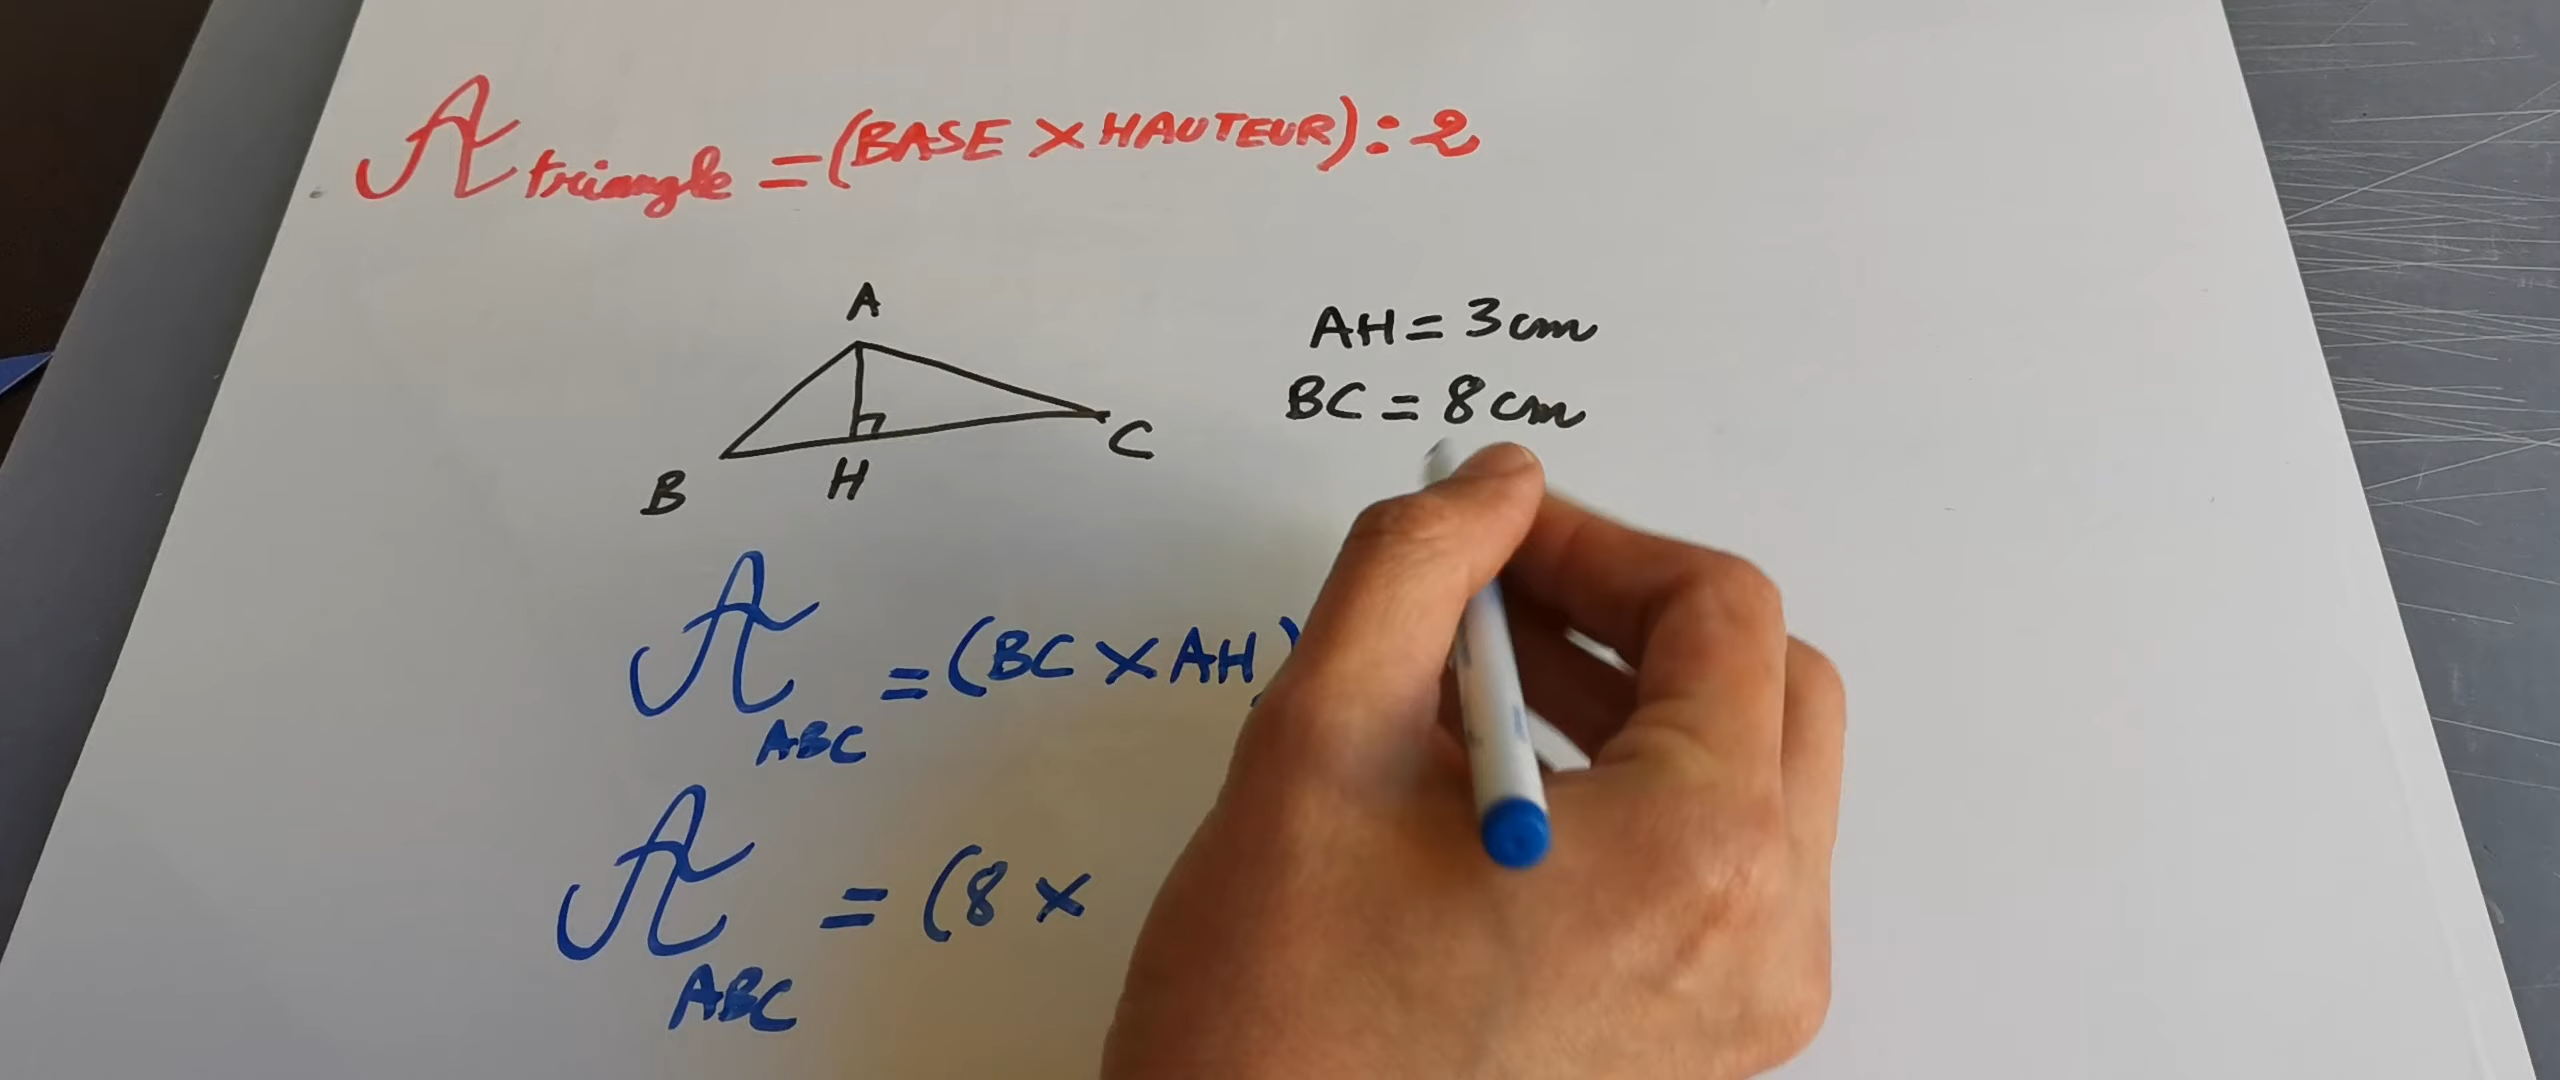 A triangle = (BASE × HAUTEUR) : 2
A
AH = 3 cm
BC = 8 cm
C
B
H
A ABC = (BC × AH)
A ABC = (8 ×